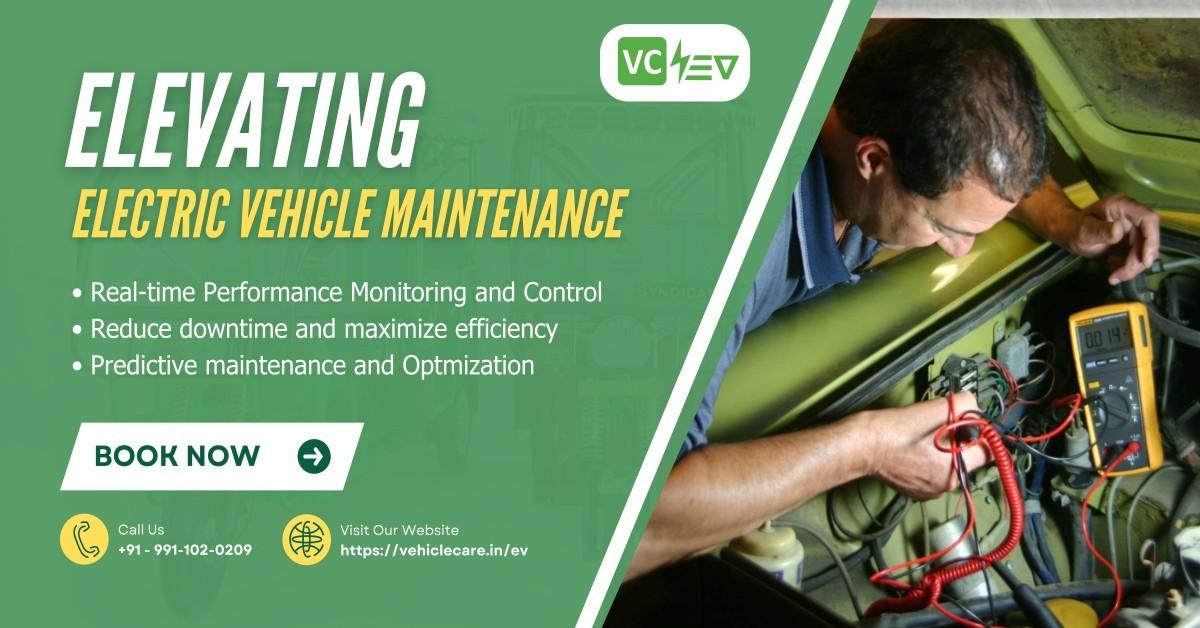 VC EV
ELEVATING
ELECTRIC VEHICLE MAINTENANCE
• Real-time Performance Monitoring and Control
• Reduce downtime and maximize efficiency
• Predictive maintenance and Optmization
BOOK NOW
Call Us
+91 - 991-102-0209
Visit Our Website
https://vehiclecare.in/ev